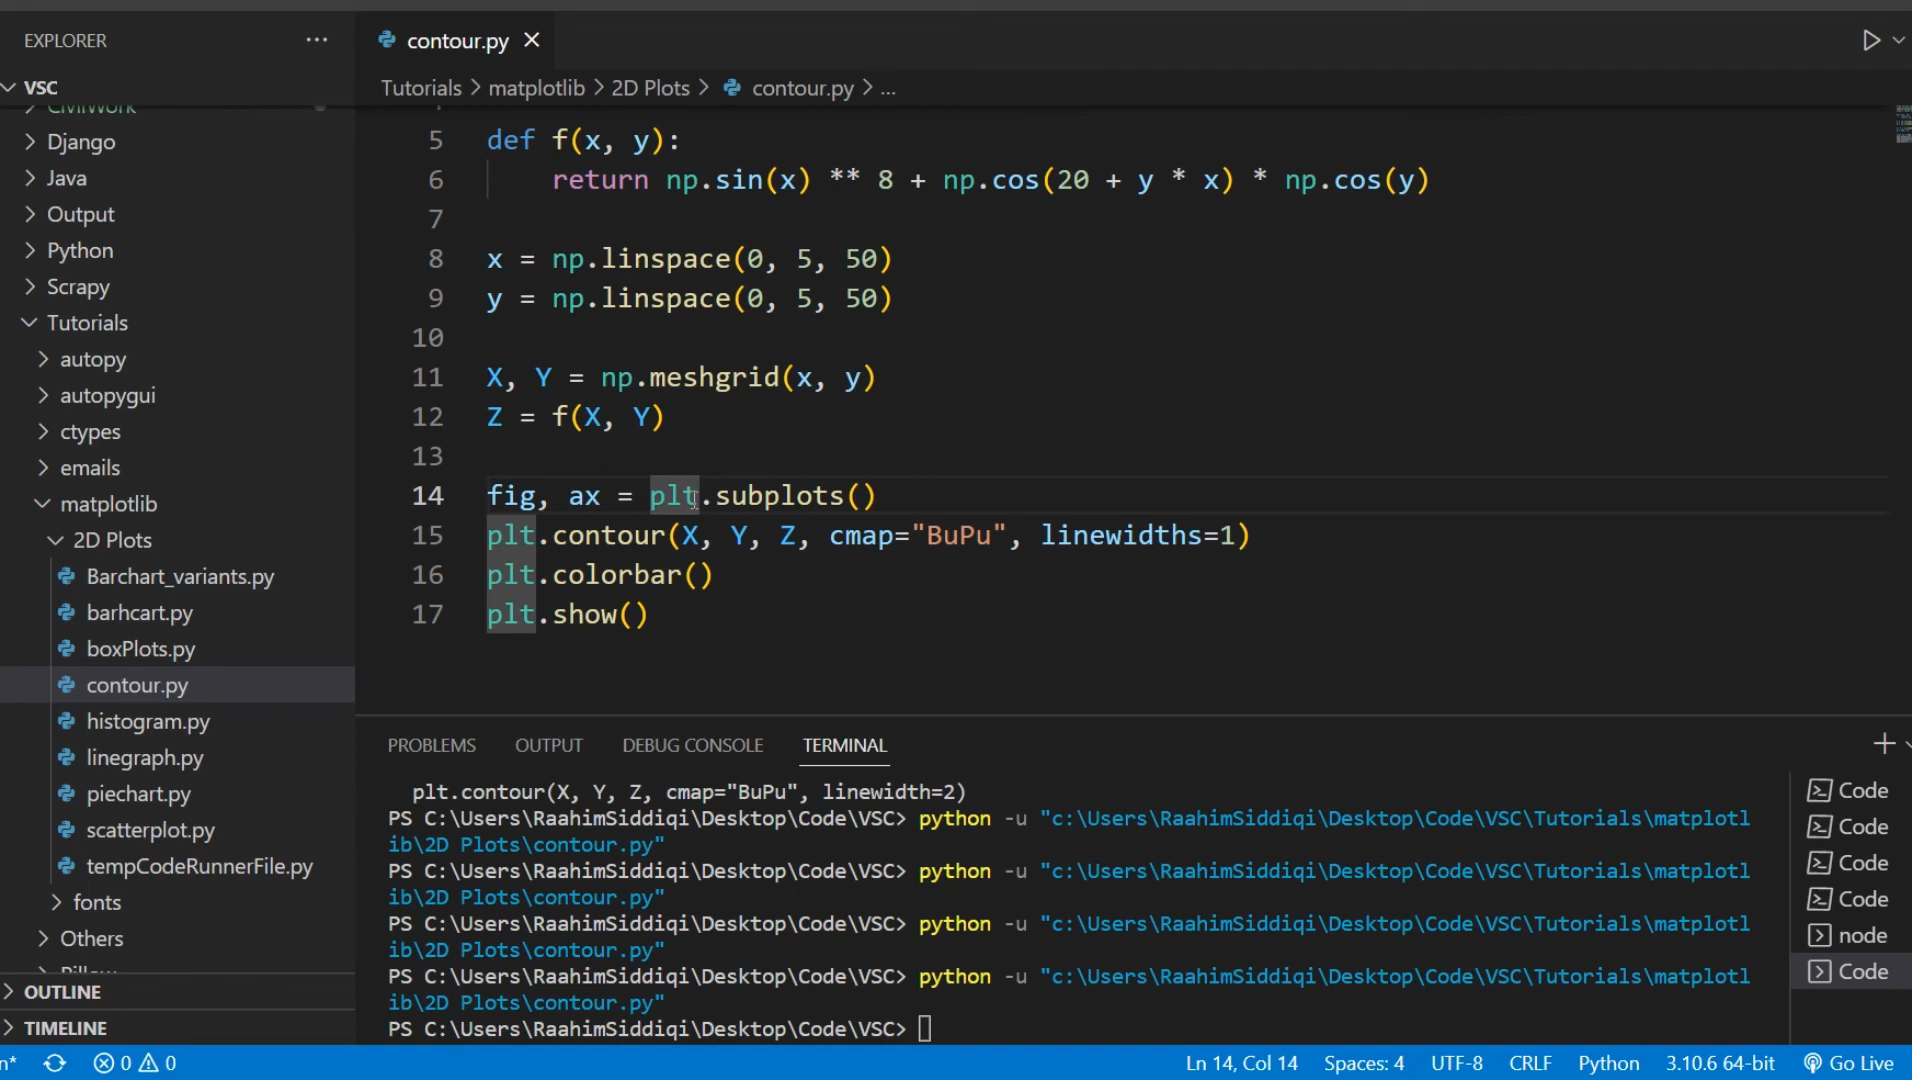 EXPLORER
contour.py
VSC
Tutorials > matplotlib > 2D Plots > contour.py > ...
CivilWork
Django
Java
Output
Python
Scrapy
Tutorials
autopy
autopygui
ctypes
emails
matplotlib
2D Plots
Barchart_variants.py
barhcart.py
boxPlots.py
contour.py
histogram.py
linegraph.py
piechart.py
scatterplot.py
tempCodeRunnerFile.py
fonts
Others
Pillow
OUTLINE
TIMELINE
5 def f(x, y):
6     return np.sin(x) ** 8 + np.cos(20 + y * x) * np.cos(y)
7
8 x = np.linspace(0, 5, 50)
9 y = np.linspace(0, 5, 50)
10
11 X, Y = np.meshgrid(x, y)
12 Z = f(X, Y)
13
14 fig, ax = plt.subplots()
15 plt.contour(X, Y, Z, cmap="BuPu", linewidths=1)
16 plt.colorbar()
17 plt.show()
PROBLEMS OUTPUT DEBUG CONSOLE TERMINAL
plt.contour(X, Y, Z, cmap="BuPu", linewidth=2)
PS C:\Users\RaahimSiddiqi\Desktop\Code\VSC> python -u "c:\Users\RaahimSiddiqi\Desktop\Code\VSC\Tutorials\matplotl
ib\2D Plots\contour.py"
PS C:\Users\RaahimSiddiqi\Desktop\Code\VSC> python -u "c:\Users\RaahimSiddiqi\Desktop\Code\VSC\Tutorials\matplotl
ib\2D Plots\contour.py"
PS C:\Users\RaahimSiddiqi\Desktop\Code\VSC> python -u "c:\Users\RaahimSiddiqi\Desktop\Code\VSC\Tutorials\matplotl
ib\2D Plots\contour.py"
PS C:\Users\RaahimSiddiqi\Desktop\Code\VSC> python -u "c:\Users\RaahimSiddiqi\Desktop\Code\VSC\Tutorials\matplotl
ib\2D Plots\contour.py"
PS C:\Users\RaahimSiddiqi\Desktop\Code\VSC>
Code
Code
Code
Code
node
Code
n* 0 0 Ln 14, Col 14 Spaces: 4 UTF-8 CRLF Python 3.10.6 64-bit Go Live